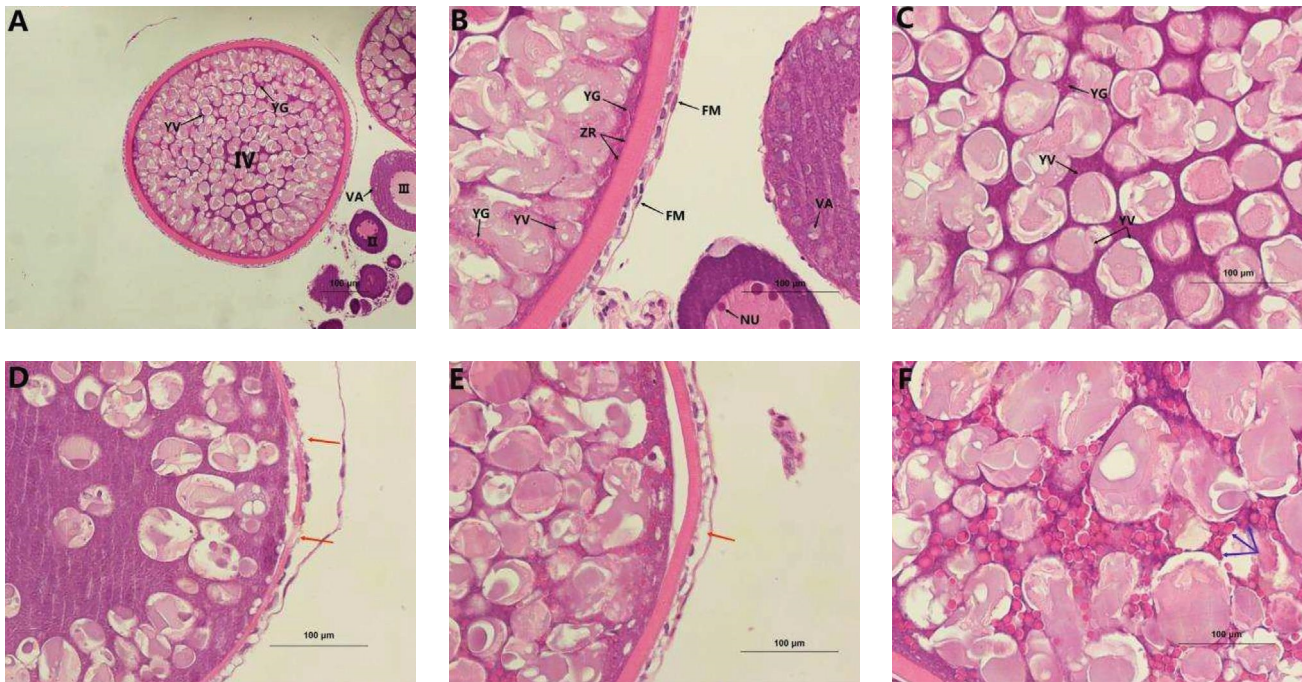 A
YG
YV
IV
VA
III
II
100 μm
B
YG
FM
ZR
YG
YV
FM
VA
100 μm
NU
C
YG
YV
YV
100 μm
D
100 μm
E
100 μm
F
100 μm